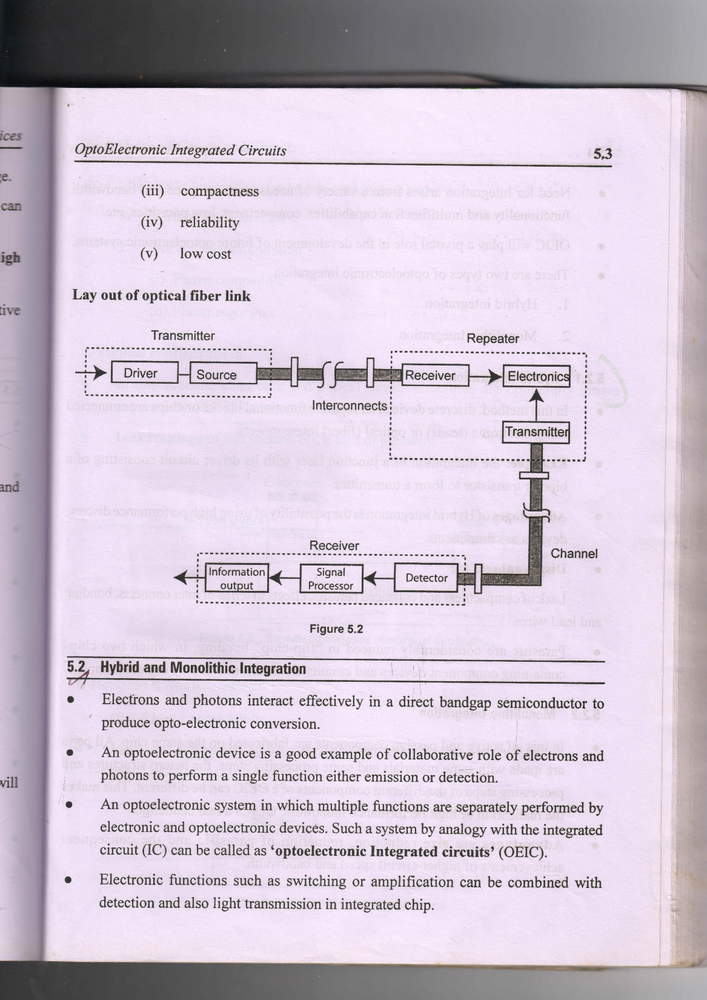 ices
ge.
can
igh
tive
and
will
OptoElectronic Integrated Circuits 5.3
(iii) compactness
(iv) reliability
(v) low cost
Lay out of optical fiber link
Transmitter
Repeater
Driver Source Receiver Electronics
Interconnects
Transmitter
Channel
Receiver
Information output
Signal Processor
Detector
Figure 5.2
5.2 Hybrid and Monolithic Integration
● Electrons and photons interact effectively in a direct bandgap semiconductor to
produce opto-electronic conversion.
● An optoelectronic device is a good example of collaborative role of electrons and
photons to perform a single function either emission or detection.
● An optoelectronic system in which multiple functions are separately performed by
electronic and optoelectronic devices. Such a system by analogy with the integrated
circuit (IC) can be called as ‘optoelectronic Integrated circuits’ (OEIC).
● Electronic functions such as switching or amplification can be combined with
detection and also light transmission in integrated chip.